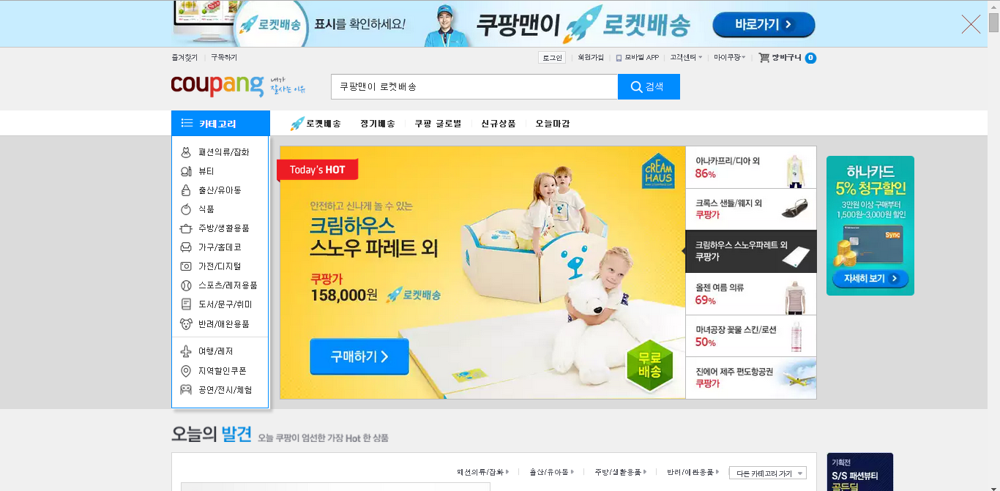 로켓배송
표시를 확인하세요!
쿠팡맨이 로켓배송
바로가기
즐겨찾기
구독하기
로그인
회원가입
모바일 APP
고객센터
마이쿠팡
장바구니 0
coupang
내가
잘사는 이유
쿠팡맨이 로켓배송
검색
카테고리
로켓배송
정기배송
쿠팡 글로벌
신규상품
오늘마감
패션의류/잡화
뷰티
출산/유아동
식품
주방/생활용품
가구/홈데코
가전/디지털
스포츠/레저용품
도서/문구/취미
반려/애완용품
여행/레저
지역할인쿠폰
공연/전시/체험
Today's HOT
CREAM
HAUS
안전하고 신나게 놀 수 있는
크림하우스
스노우 파레트 외
쿠팡가
158,000원
로켓배송
구매하기
무료
배송
아나카프리/디아 외
86%
크록스 샌들/웨지 외
쿠팡가
크림하우스 스노우파레트 외
쿠팡가
올젠 여름 의류
69%
마녀공장 꽃물 스킨/로션
50%
진에어 제주 편도항공권
쿠팡가
하나카드
5% 청구할인
3만원 이상 구매부터
1,500원~3,000원 할인
Sync
자세히 보기
오늘의 발견
오늘 쿠팡이 엄선한 가장 Hot 한 상품
패션의류/잡화
출산/유아동
주방/생활용품
반려/애완용품
다른 카테고리 가기
기획전
S/S 패션뷰티
골든딜